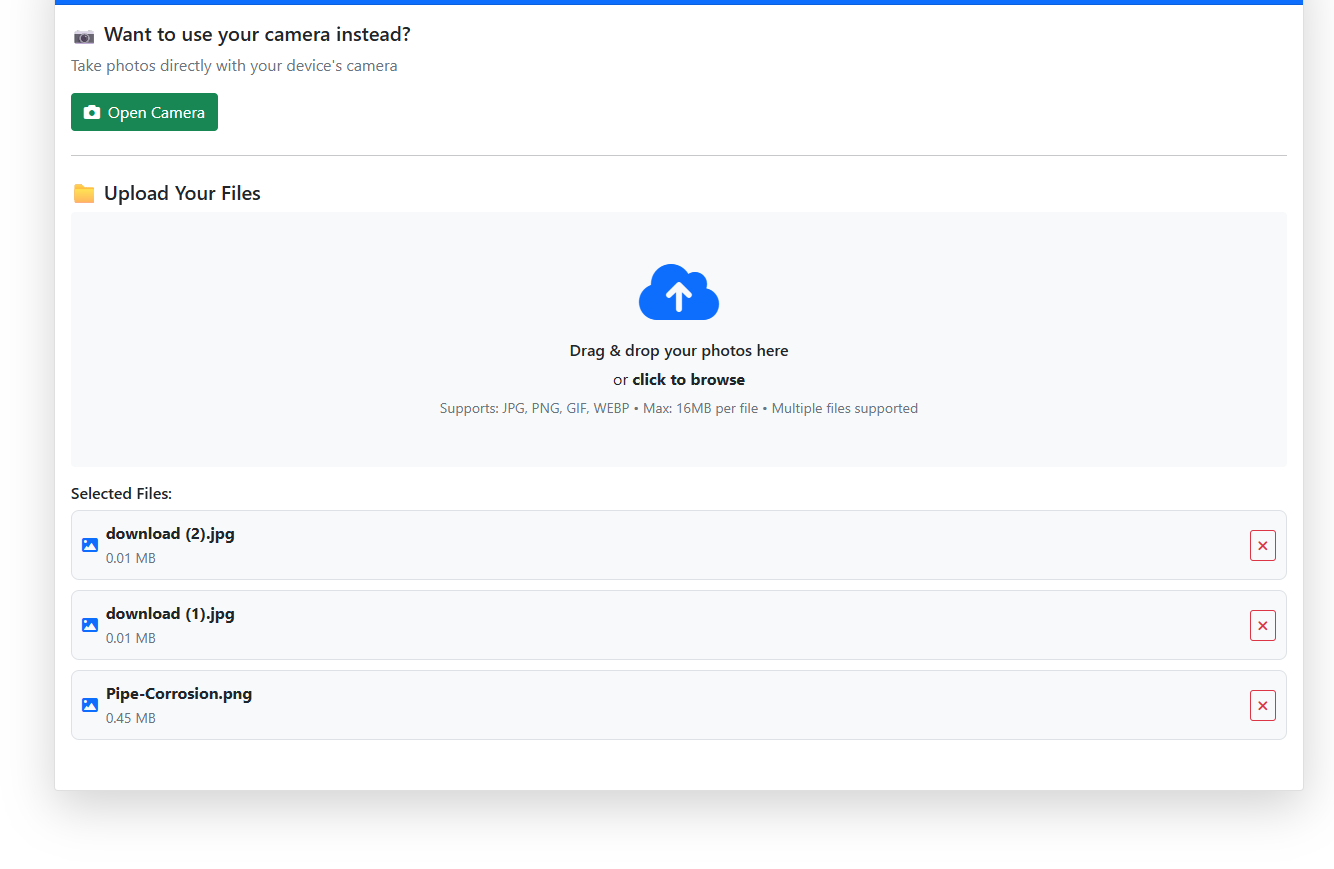 Want to use your camera instead?
Take photos directly with your device's camera
Open Camera
Upload Your Files
Drag & drop your photos here
or click to browse
Supports: JPG, PNG, GIF, WEBP • Max: 16MB per file • Multiple files supported
Selected Files:
download (2).jpg
0.01 MB
download (1).jpg
0.01 MB
Pipe-Corrosion.png
0.45 MB